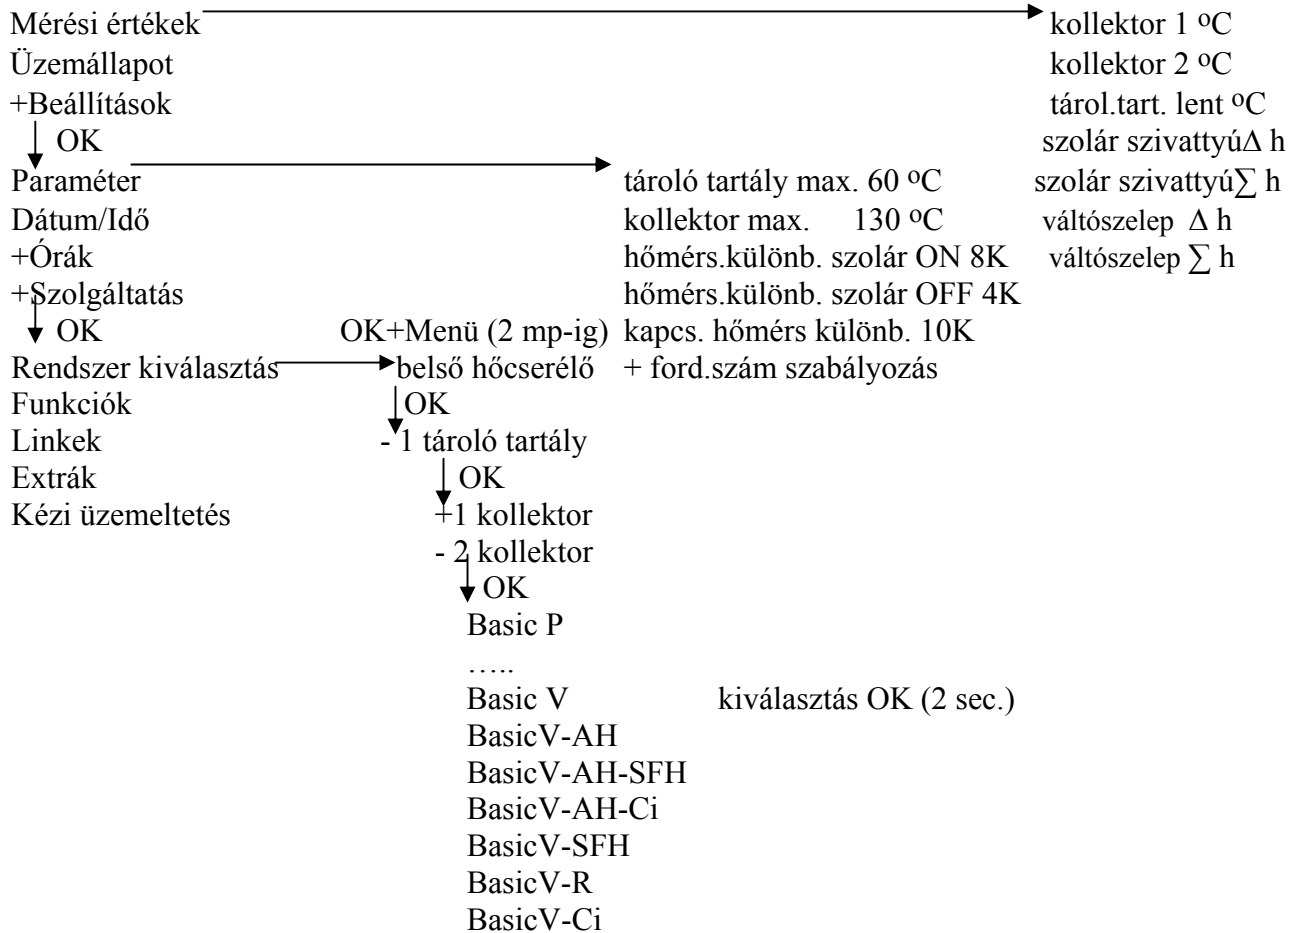 Mérési értékek kollektor 1 ºC
Üzemállapot kollektor 2 ºC
+Beállítások tárol.tart. lent ºC
OK szolár szivattyú∆ h
Paraméter tároló tartály max. 60 ºC szolár szivattyú∑ h
Dátum/Idő kollektor max. 130 ºC váltószelep ∆ h
+Órák hőmérs.különb. szolár ON 8K váltószelep ∑ h
+Szolgáltatás hőmérs.különb. szolár OFF 4K
OK OK+Menü (2 mp-ig) kapcs. hőmérs különb. 10K
Rendszer kiválasztás belső hőcserélő + ford.szám szabályozás
Funkciók OK
Linkek - 1 tároló tartály
Extrák OK
Kézi üzemeltetés +1 kollektor
- 2 kollektor
OK
Basic P
…..
Basic V kiválasztás OK (2 sec.)
BasicV-AH
BasicV-AH-SFH
BasicV-AH-Ci
BasicV-SFH
BasicV-R
BasicV-Ci